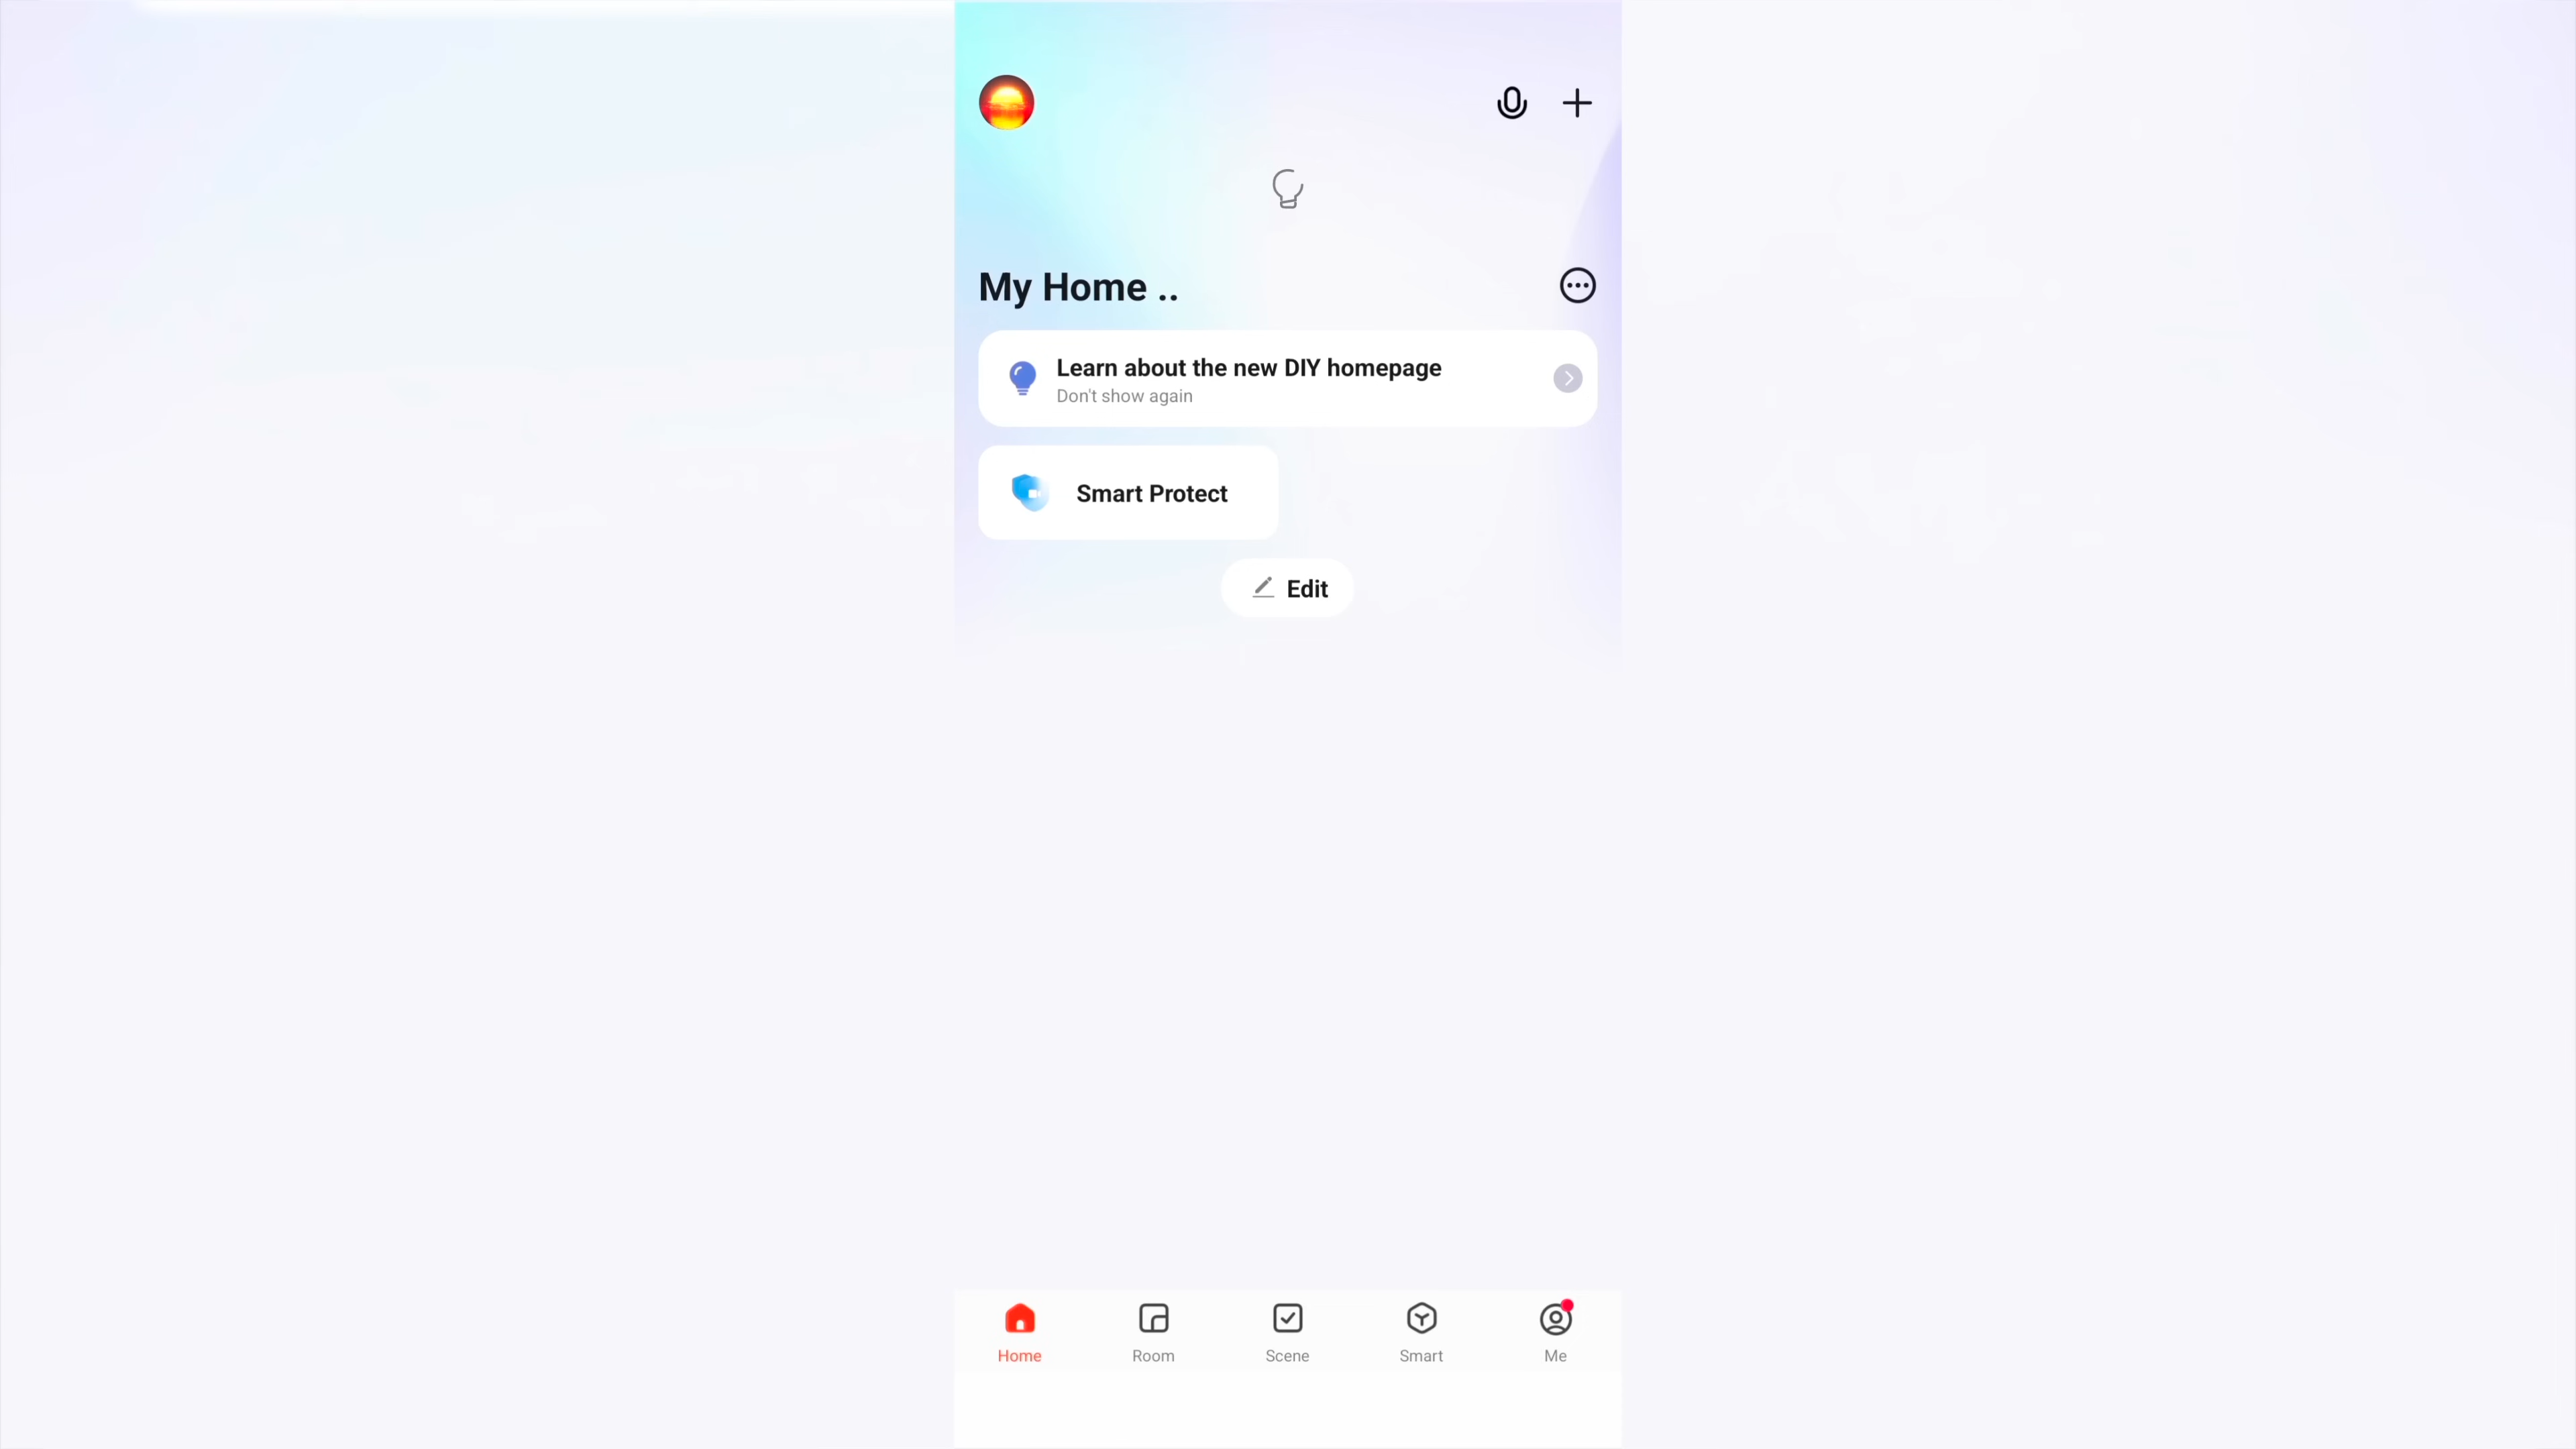 My Home ..
Learn about the new DIY homepage
Don't show again
Smart Protect
Edit
Home
Room
Scene
Smart
Me